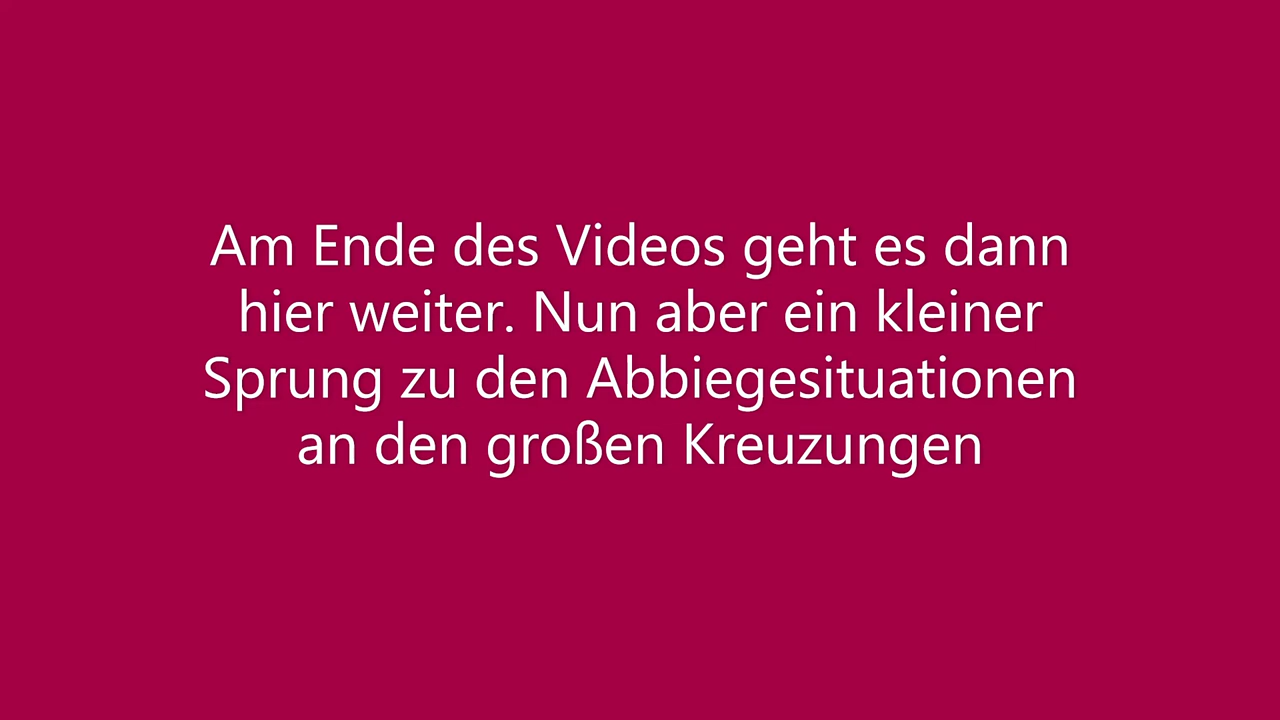 Am Ende des Videos geht es dann
hier weiter. Nun aber ein kleiner
Sprung zu den Abbiegesituationen
an den großen Kreuzungen